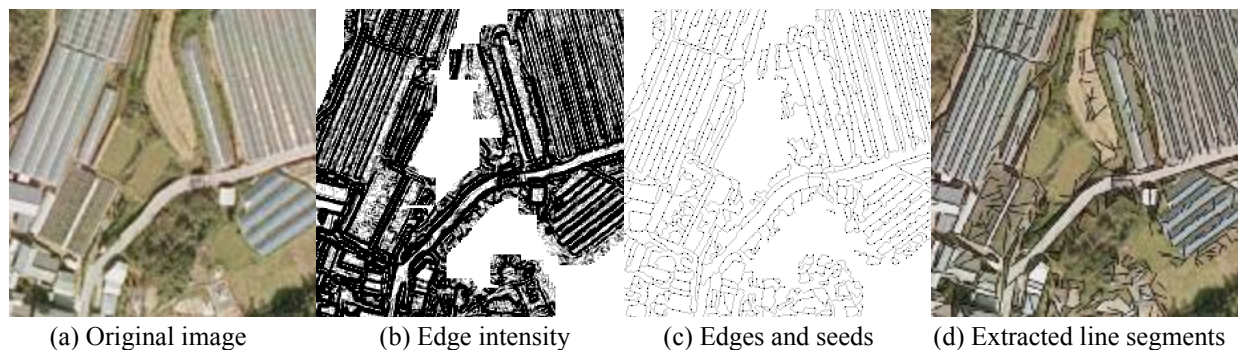 (a) Original image (b) Edge intensity (c) Edges and seeds (d) Extracted line segments